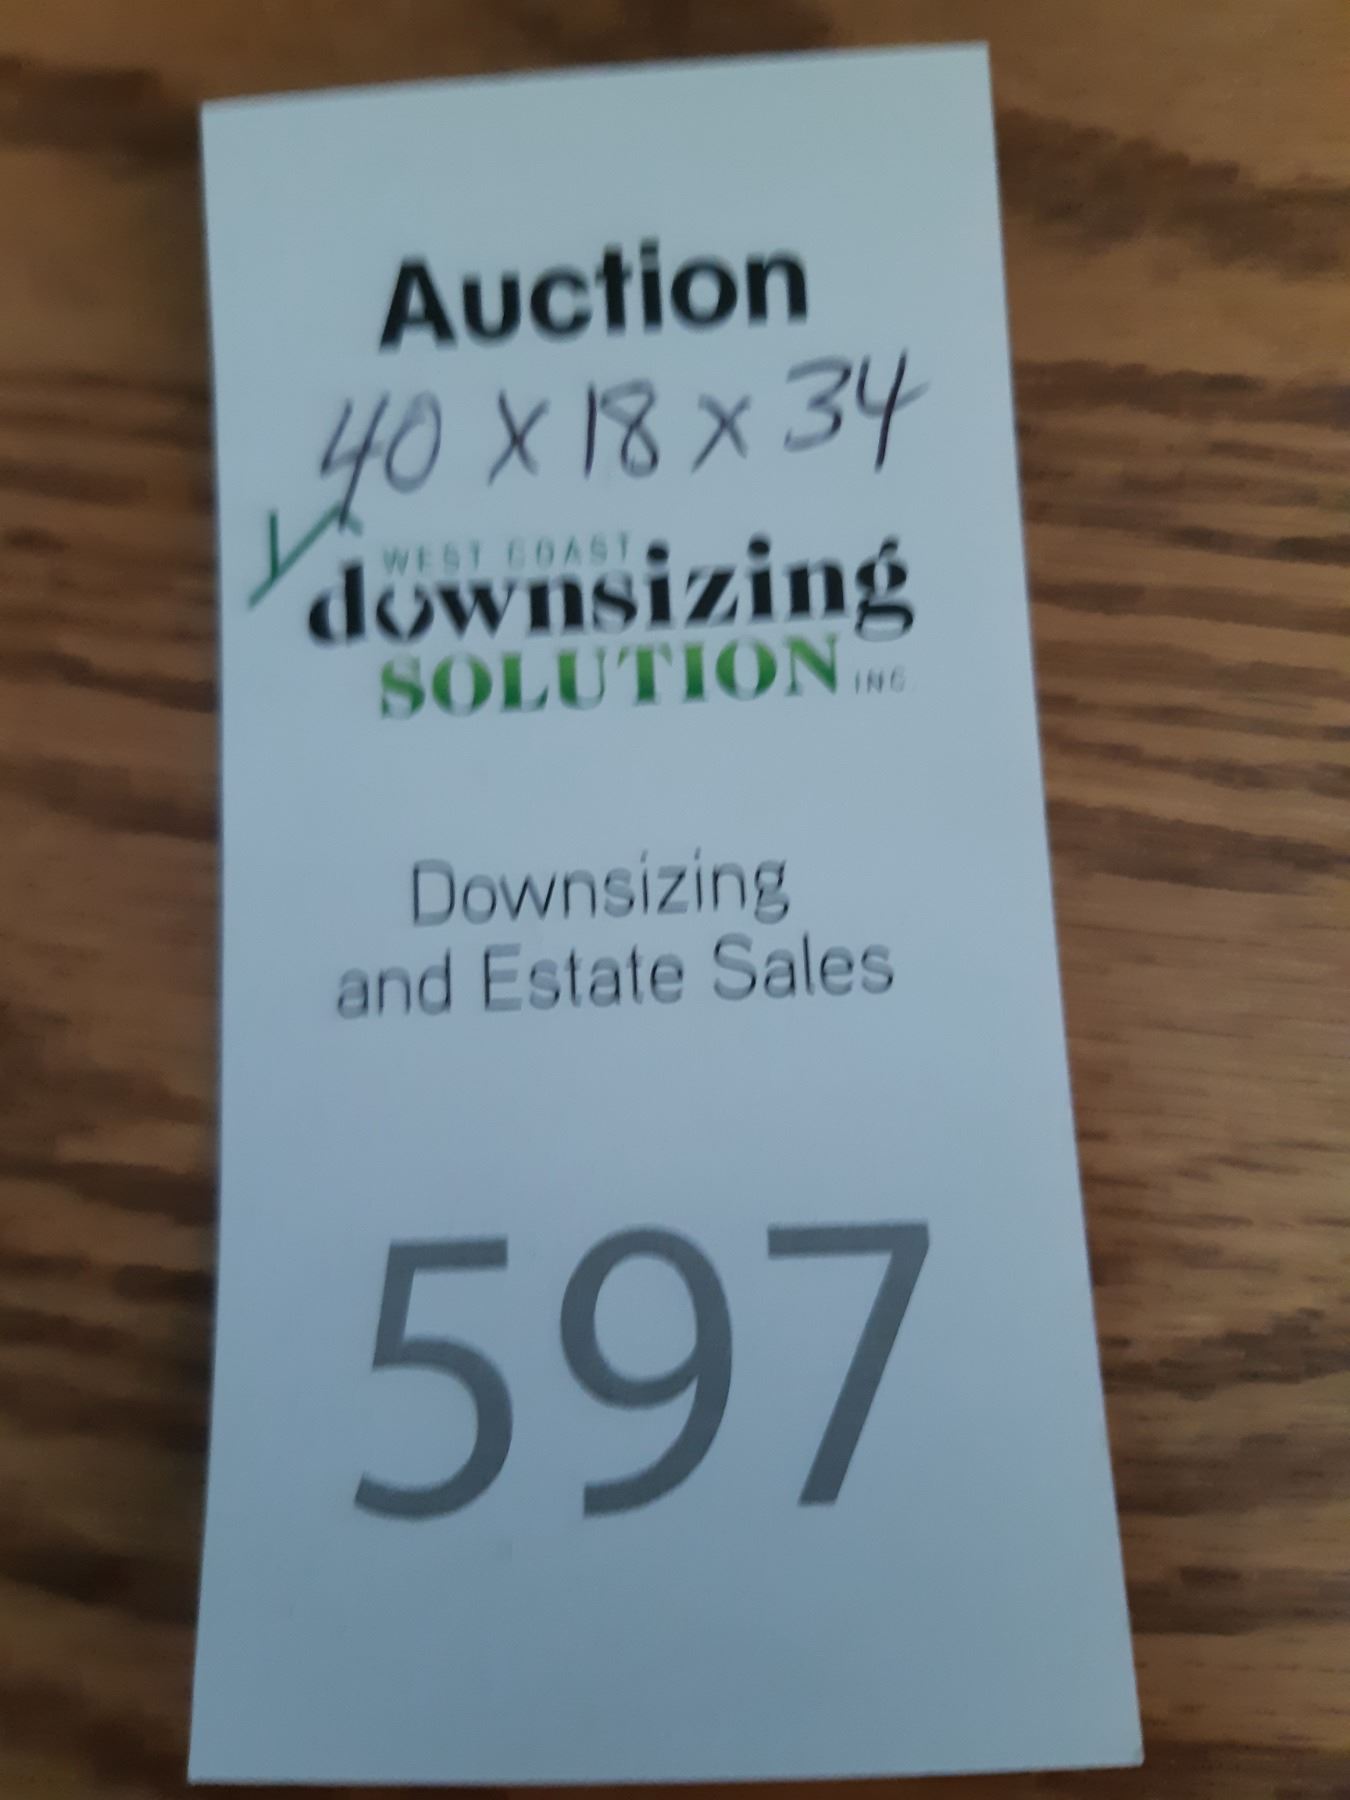 Auction
40 x 18 x 34
WEST COAST
downsizing
SOLUTION INC.
Downsizing
and Estate Sales
597